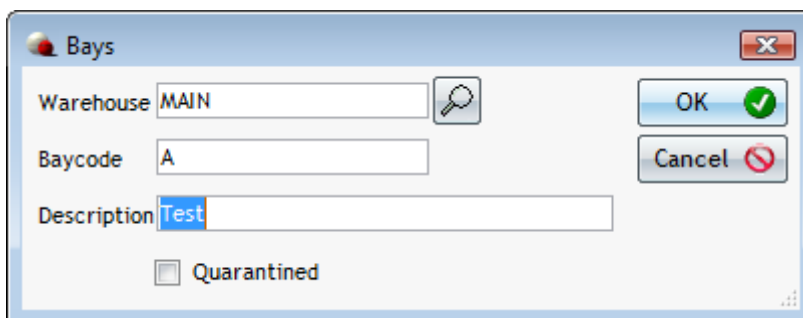 Bays
Warehouse MAIN OK
Baycode A Cancel
Description Test
Quarantined